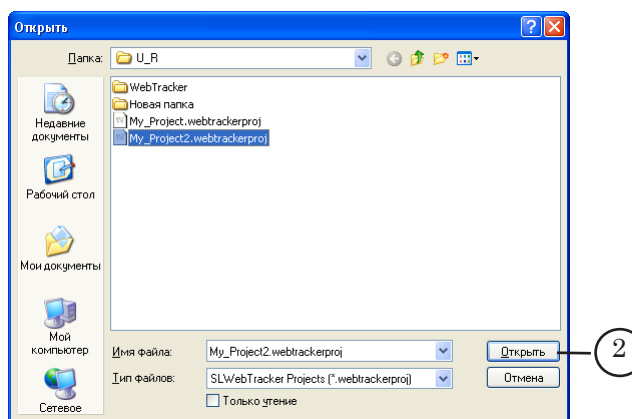 Открыть
Папка: U_R
WebTracker
Новая папка
My_Project.webtrackerproj
My_Project2.webtrackerproj
Недавние
документы
Рабочий стол
Мои документы
Мой
компьютер
Сетевое
Имя файла: My_Project2.webtrackerproj Открыть
Тип файлов: SLWebTracker Projects (*.webtrackerproj) Отмена
Только чтение
2